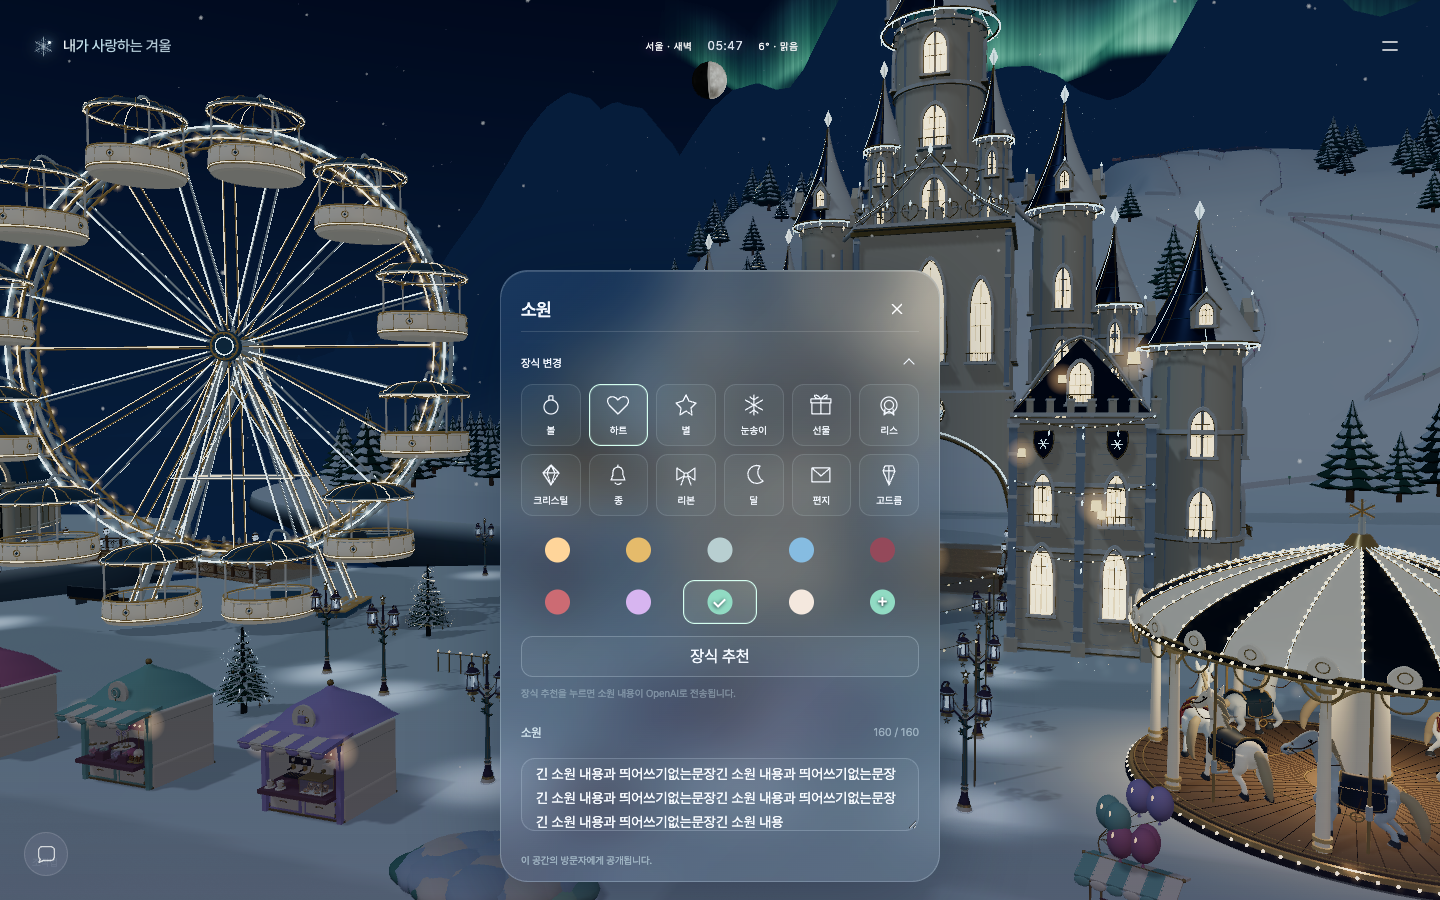 내가 사랑하는 겨울
서울 · 새벽 05:47 6° · 맑음
소원
장식 변경
볼 하트 별 눈송이 선물 리스
크리스털 종 리본 달 편지 고드름
장식 추천
장식 추천을 누르면 소원 내용이 OpenAI로 전송됩니다.
소원 160 / 160
긴 소원 내용과 띄어쓰기없는문장긴 소원 내용과 띄어쓰기없는문장
긴 소원 내용과 띄어쓰기없는문장긴 소원 내용과 띄어쓰기없는문장
긴 소원 내용과 띄어쓰기없는문장긴 소원 내용
이 공간의 방문자에게 공개됩니다.